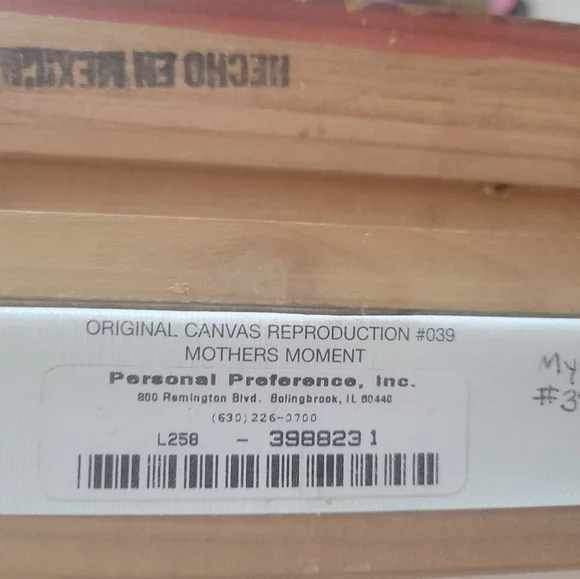 HECHO EN MEXICO
ORIGINAL CANVAS REPRODUCTION #039
MOTHERS MOMENT
Personal Preference, Inc.
800 Remington Blvd. Bolingbrook, IL 60440
(630) 226-0700
L258 - 398823 1
My
#3